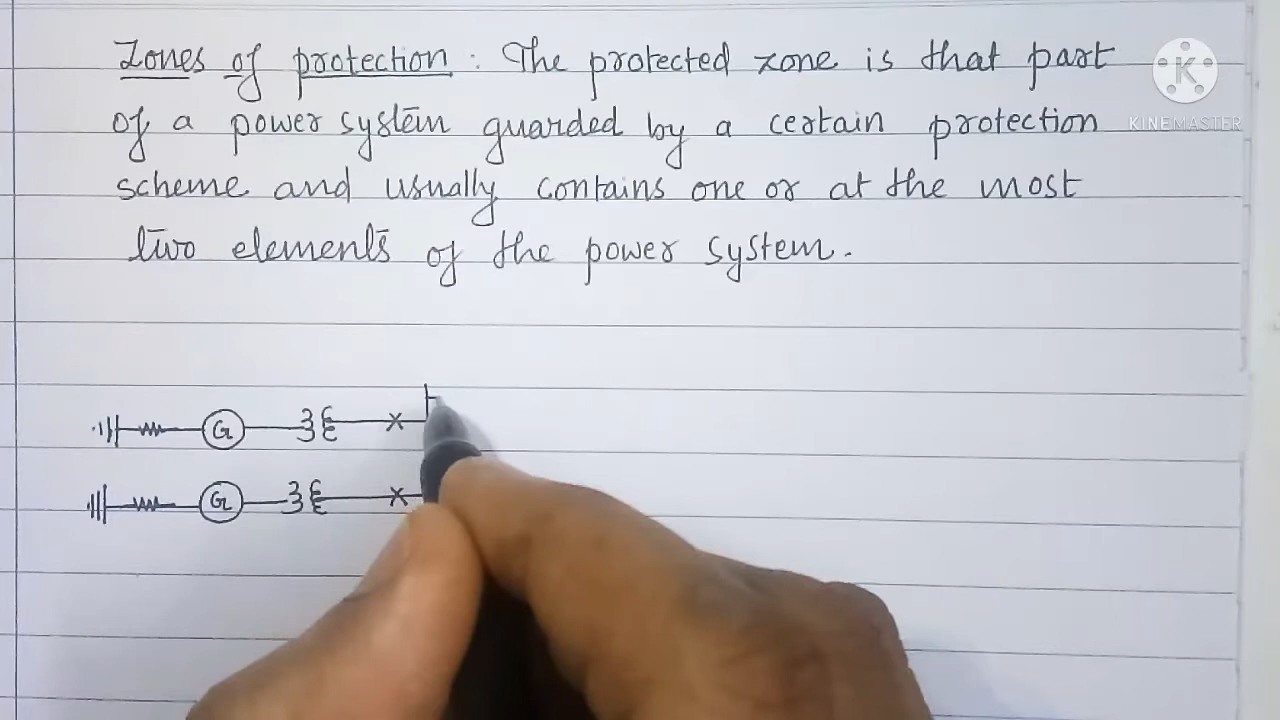 Zones of protection : The protected zone is that part
of a power system guarded by a certain protection
scheme and usually contains one or at the most
two elements of the power system.
K
KINEMASTER
G
G